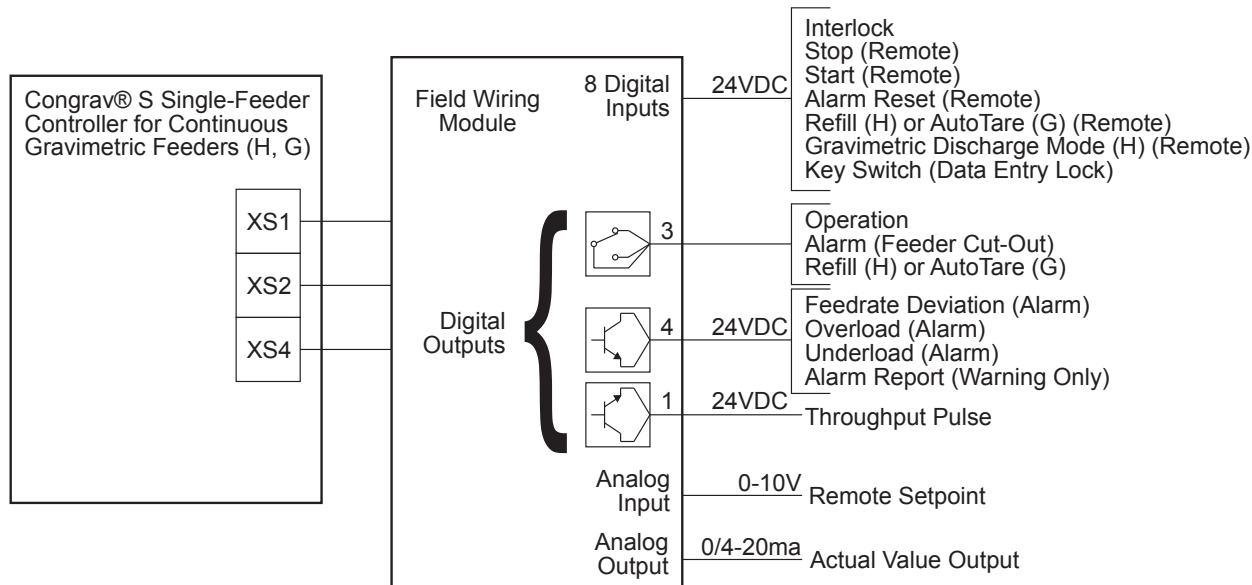 Congrav® S Single-Feeder
Controller for Continuous
Gravimetric Feeders (H, G)
XS1
XS2
XS4
Field Wiring
Module
8 Digital
Inputs
24VDC
Interlock
Stop (Remote)
Start (Remote)
Alarm Reset (Remote)
Refill (H) or AutoTare (G) (Remote)
Gravimetric Discharge Mode (H) (Remote)
Key Switch (Data Entry Lock)
Digital
Outputs
3
Operation
Alarm (Feeder Cut-Out)
Refill (H) or AutoTare (G)
4
24VDC
Feedrate Deviation (Alarm)
Overload (Alarm)
Underload (Alarm)
Alarm Report (Warning Only)
1
24VDC
Throughput Pulse
Analog
Input
0-10V
Remote Setpoint
Analog
Output
0/4-20ma
Actual Value Output